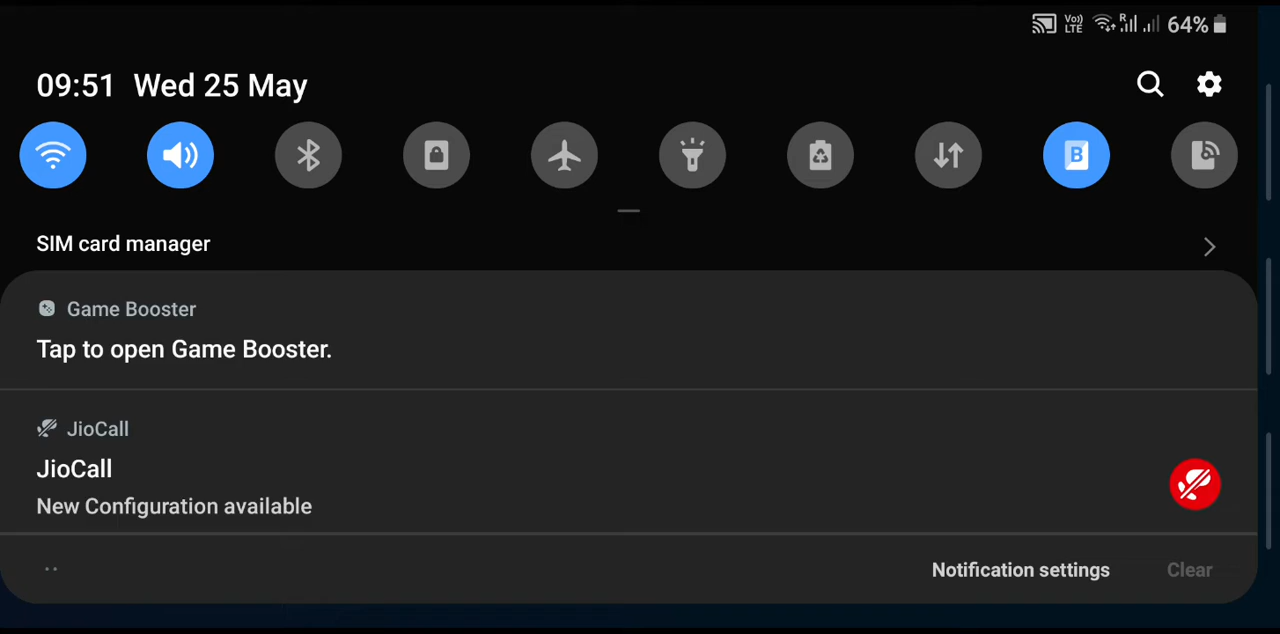 Vo)) LTE R 64%
09:51 Wed 25 May
B
SIM card manager
Game Booster
Tap to open Game Booster.
JioCall
JioCall
New Configuration available
Notification settings Clear